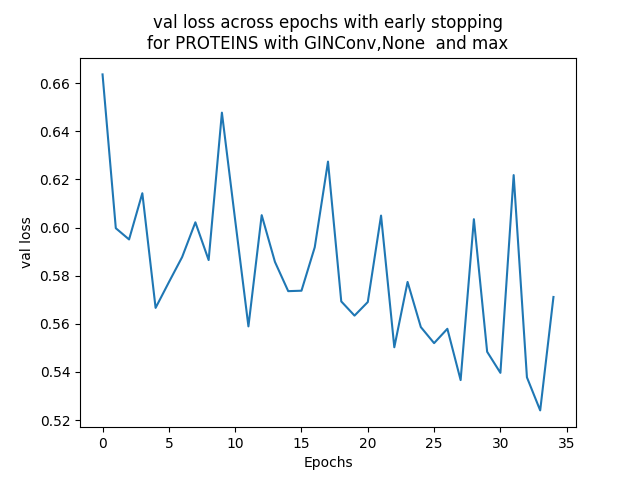 val loss across epochs with early stopping
for PROTEINS with GINConv,None  and max
0.66
0.64
0.62
0.60
0.58
0.56
0.54
0.52
val loss
0 5 10 15 20 25 30 35
Epochs